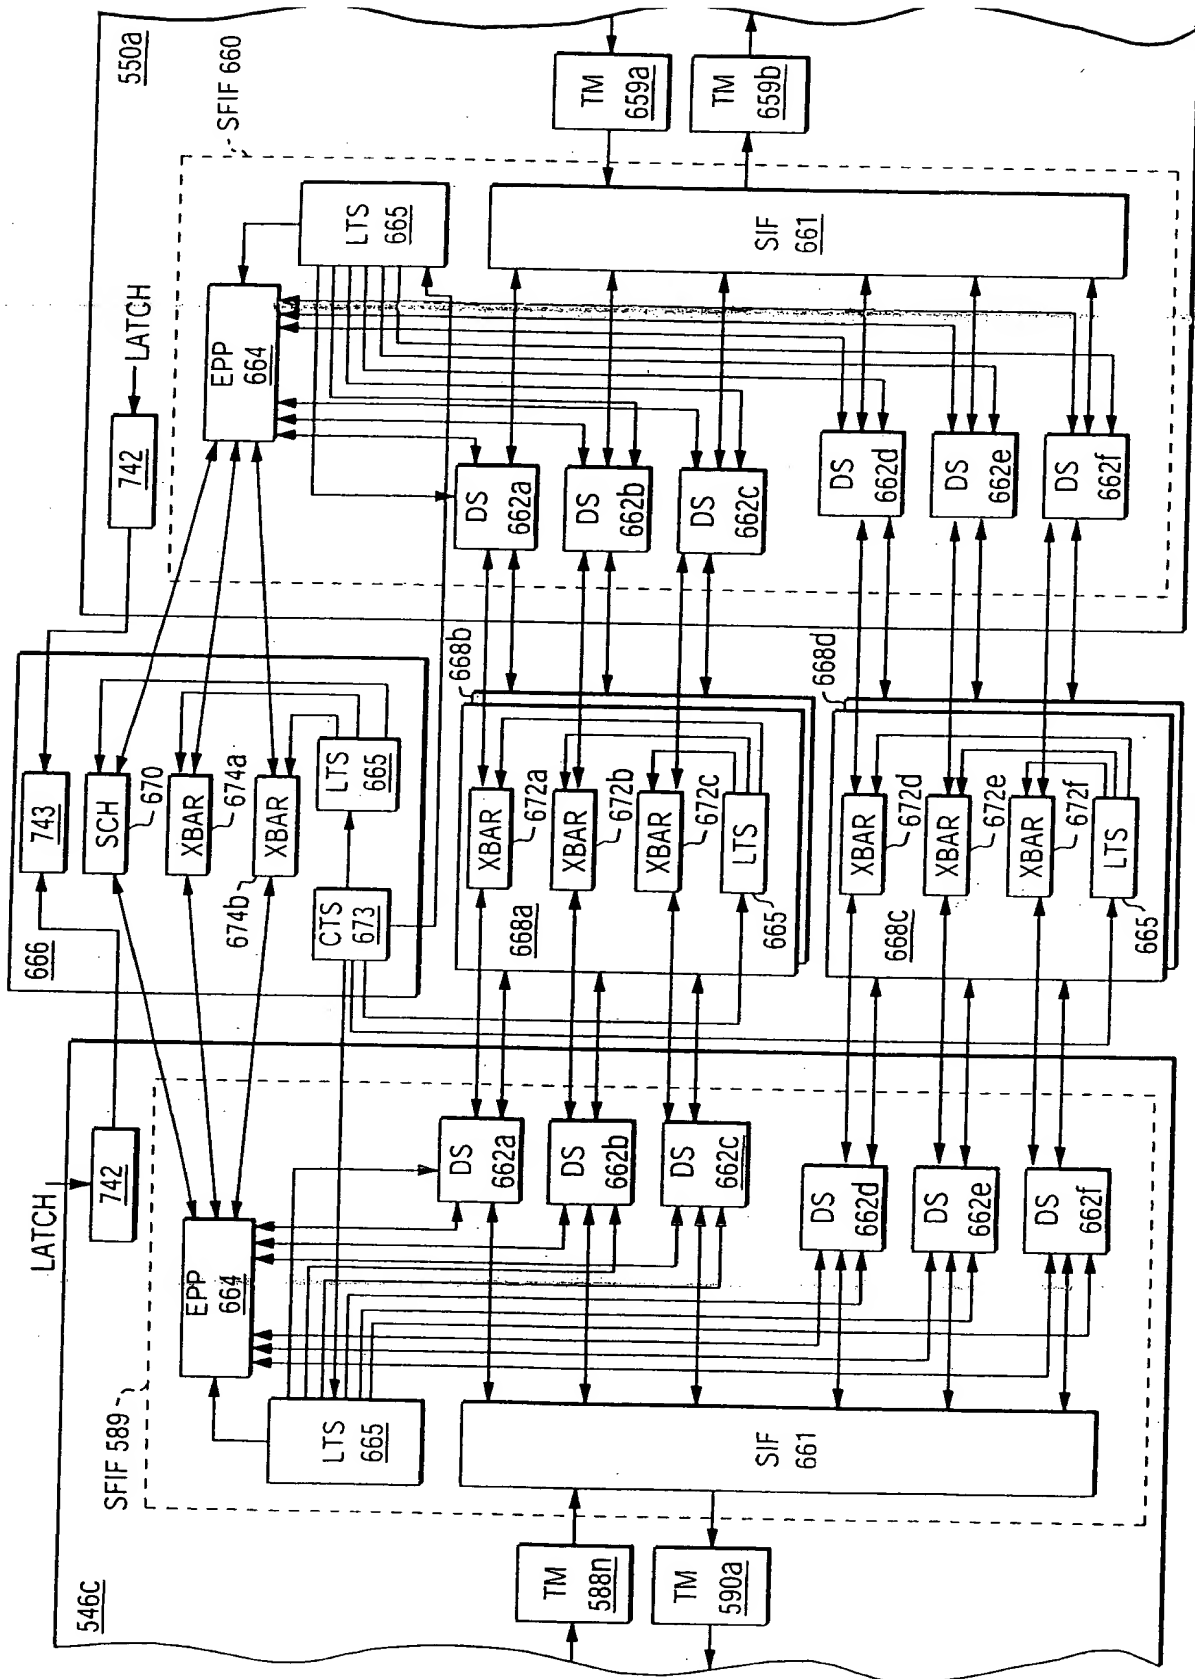 546C
LATCH
SFIF 589
742
EPP
664
LTS
665
TM
588n
TM
590a
SIF
661
DS
662a
DS
662b
DS
662c
DS
662d
DS
662e
DS
662f
666
743
SCH
670
XBAR
674a
XBAR
674b
LTS
665
CTS
673
668b
XBAR
672a
XBAR
672b
XBAR
672c
LTS
665
668a
668d
XBAR
672d
XBAR
672e
XBAR
672f
LTS
665
668C
550a
SFIF 660
LATCH
742
EPP
664
LTS
665
DS
662a
DS
662b
DS
662c
DS
662d
DS
662e
DS
662f
SIF
661
TM
659a
TM
659b